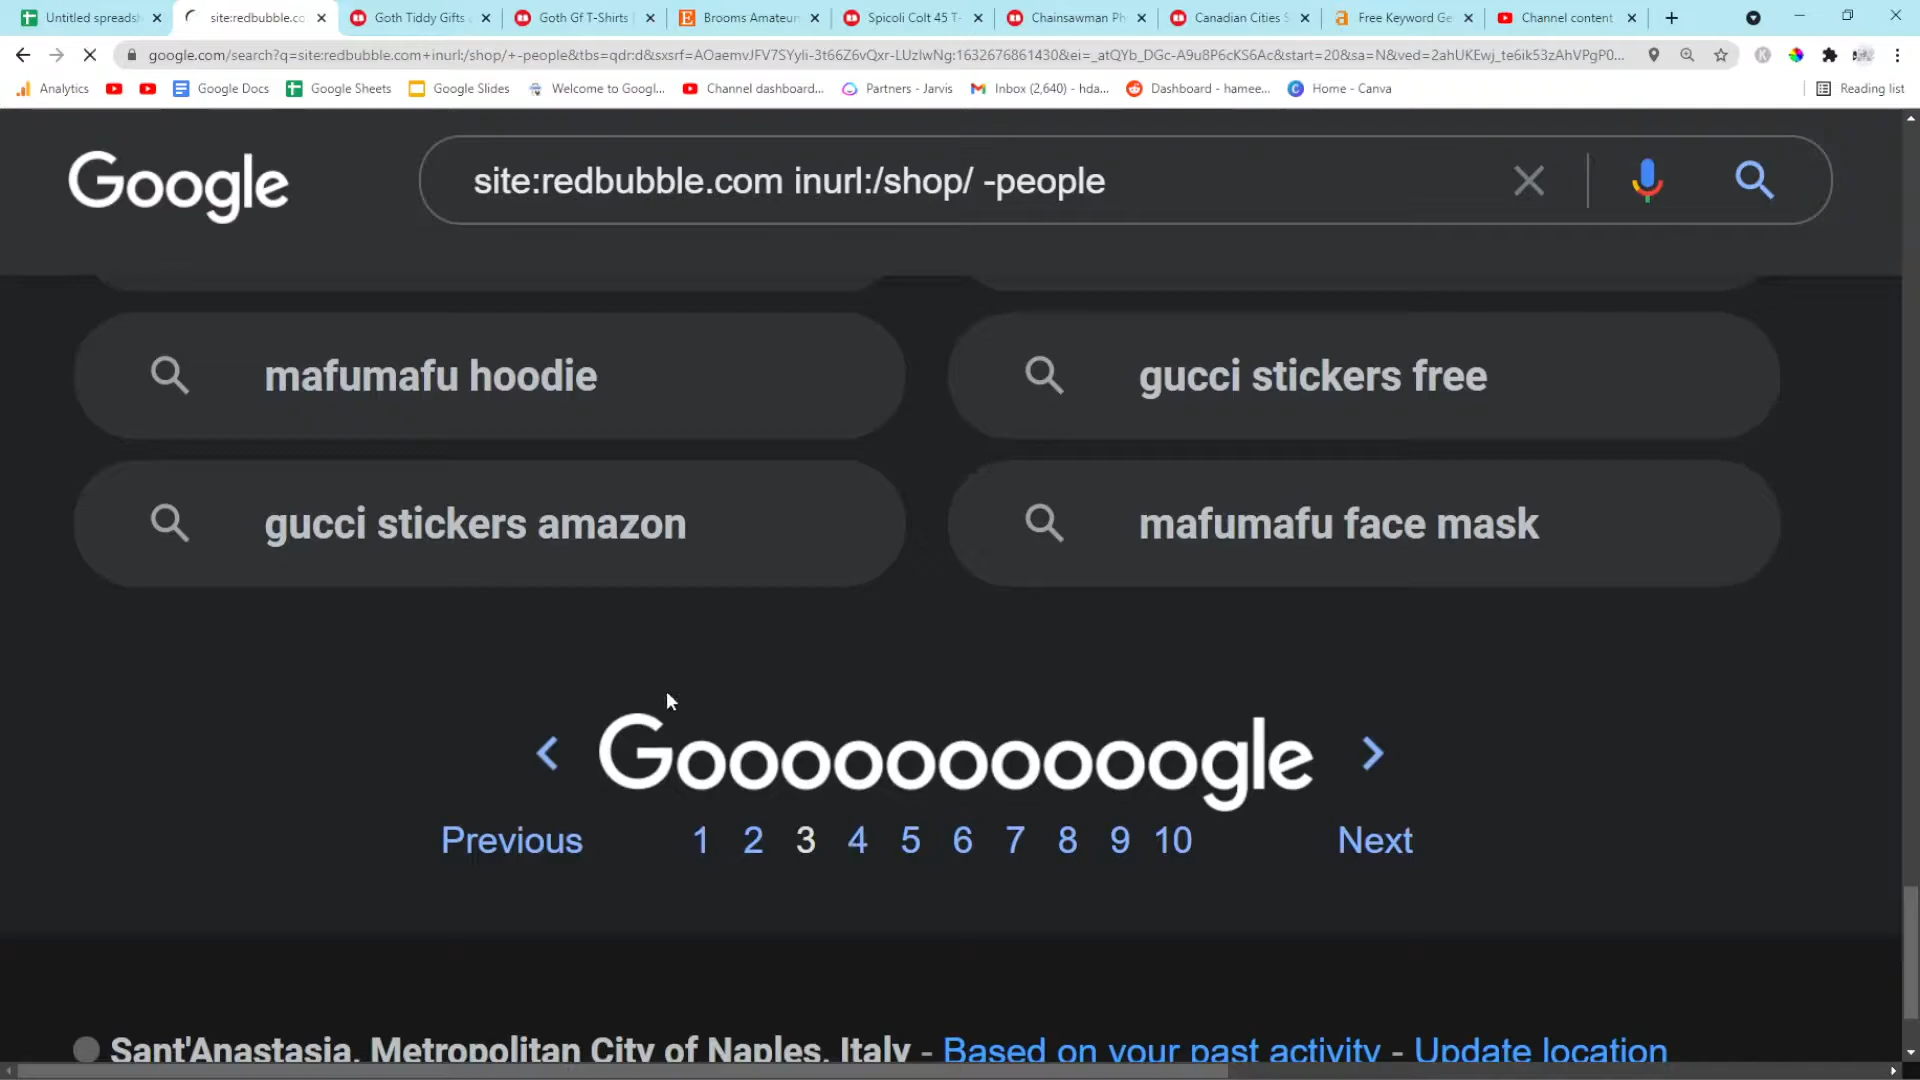 Untitled spreads
site:redbubble.co
Goth Tiddy Gifts
Goth Gf T-Shirts
Brooms Amateur
Spicoli Colt 45 T-
Chainsawman Ph
Canadian Cities S
Free Keyword Ge
Channel content
google.com/search?q=site:redbubble.com+inurl:/shop/+-people&tbs=qdr:d&sxsrf=AOaemvJFV7SYyli-3t66Z6vQxr-LUzlwNg:1632676861430&ei=_atQYb_DGc-A9u8P6cKS6Ac&start=20&sa=N&ved=2ahUKEwj_te6ik53zAhVPgP0...
Analytics
Google Docs
Google Sheets
Google Slides
Welcome to Googl...
Channel dashboard...
Partners - Jarvis
Inbox (2,640) - hda...
Dashboard - hamee...
Home - Canva
Reading list
Google
site:redbubble.com inurl:/shop/ -people
mafumafu hoodie
gucci stickers free
gucci stickers amazon
mafumafu face mask
Goooooooooogle
Previous 1 2 3 4 5 6 7 8 9 10 Next
Sant'Anastasia, Metropolitan City of Naples, Italy - Based on your past activity - Update location